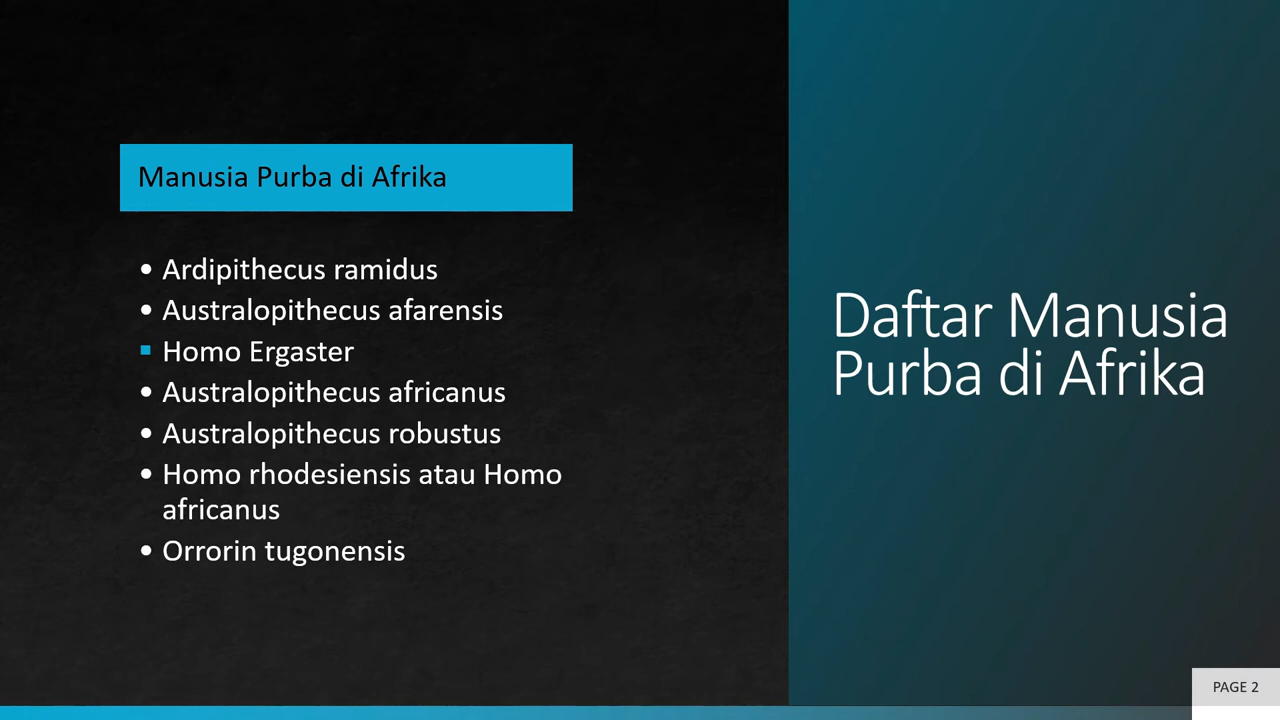 Manusia Purba di Afrika
• Ardipithecus ramidus
• Australopithecus afarensis
▪ Homo Ergaster
• Australopithecus africanus
• Australopithecus robustus
• Homo rhodesiensis atau Homo
africanus
• Orrorin tugonensis
Daftar Manusia
Purba di Afrika
PAGE 2